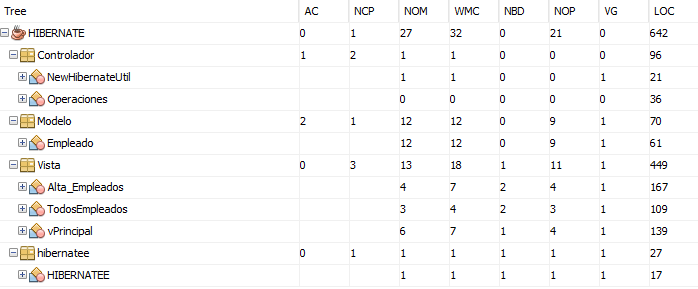 Tree AC NCP NOM WMC NBD NOP VG LOC
HIBERNATE 0 1 27 32 0 21 0 642
Controlador 1 2 1 1 0 0 0 96
NewHibernateUtil 1 1 0 0 1 21
Operaciones 0 0 0 0 0 36
Modelo 2 1 12 12 0 9 1 70
Empleado 12 12 0 9 1 61
Vista 0 3 13 18 1 11 1 449
Alta_Empleados 4 7 2 4 1 167
TodosEmpleados 3 4 2 3 1 109
vPrincipal 6 7 1 4 1 139
hibernatee 0 1 1 1 1 1 1 27
HIBERNATEE 1 1 1 1 1 17